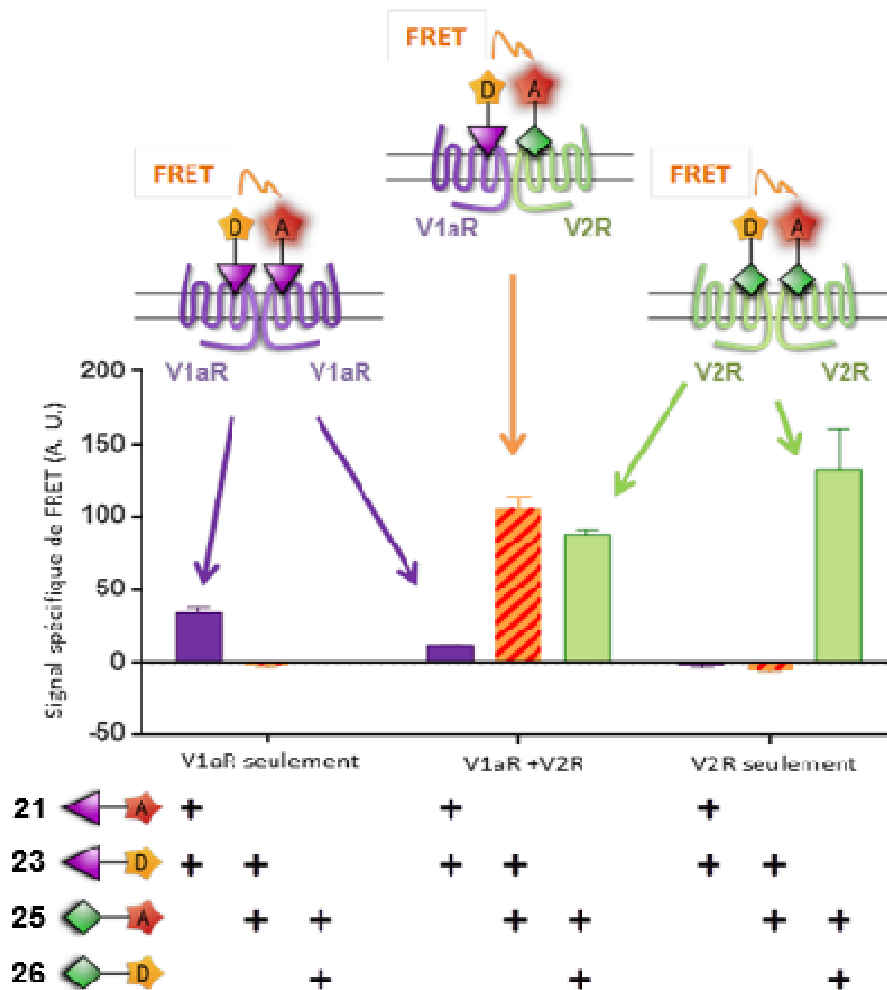 FRET
D A
V1aR V2R
FRET
D A
V1aR V1aR
FRET
D A
V2R V2R
Signal spécifique de FRET (A. U.)
200
150
100
50
0
-50
V1aR seulement V1aR +V2R V2R seulement
21 A + + +
23 D + + + + + +
25 A + + + + + +
26 D + + +